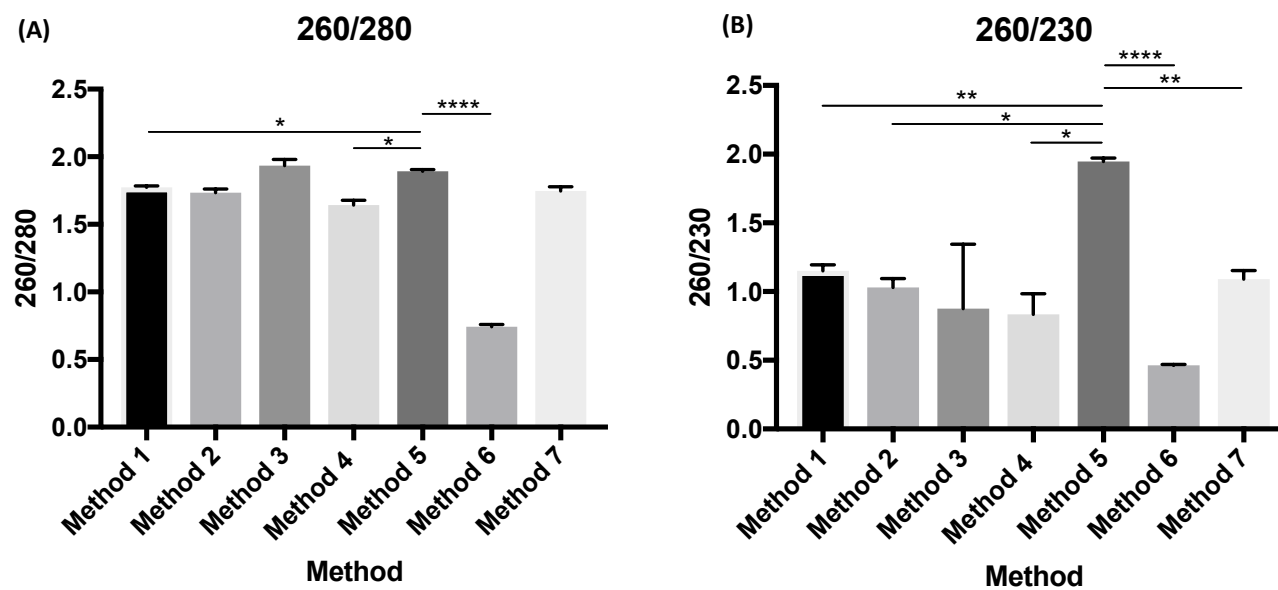 (A)
260/280
260/280
2.5
2.0
1.5
1.0
0.5
0.0
*
*
****
Method 1
Method 2
Method 3
Method 4
Method 5
Method 6
Method 7
Method
(B)
260/230
260/230
2.5
2.0
1.5
1.0
0.5
0.0
****
**
**
*
*
Method 1
Method 2
Method 3
Method 4
Method 5
Method 6
Method 7
Method